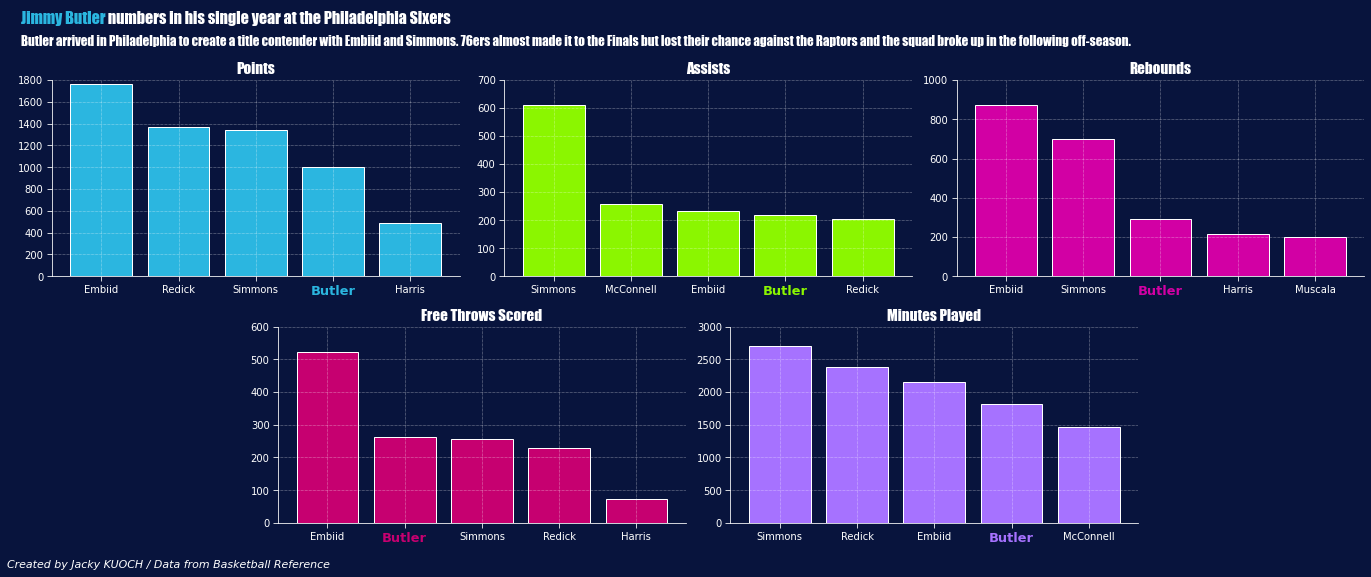 Jimmy Butler numbers in his single year at the Philadelphia Sixers
Butler arrived in Philadelphia to create a title contender with Embiid and Simmons. 76ers almost made it to the Finals but lost their chance against the Raptors and the squad broke up in the following off-season.
Points
1800
1600
1400
1200
1000
800
600
400
200
0
Embiid Redick Simmons Butler Harris
Assists
700
600
500
400
300
200
100
0
Simmons McConnell Embiid Butler Redick
Rebounds
1000
800
600
400
200
0
Embiid Simmons Butler Harris Muscala
Free Throws Scored
600
500
400
300
200
100
0
Embiid Butler Simmons Redick Harris
Minutes Played
3000
2500
2000
1500
1000
500
0
Simmons Redick Embiid Butler McConnell
Created by Jacky KUOCH / Data from Basketball Reference